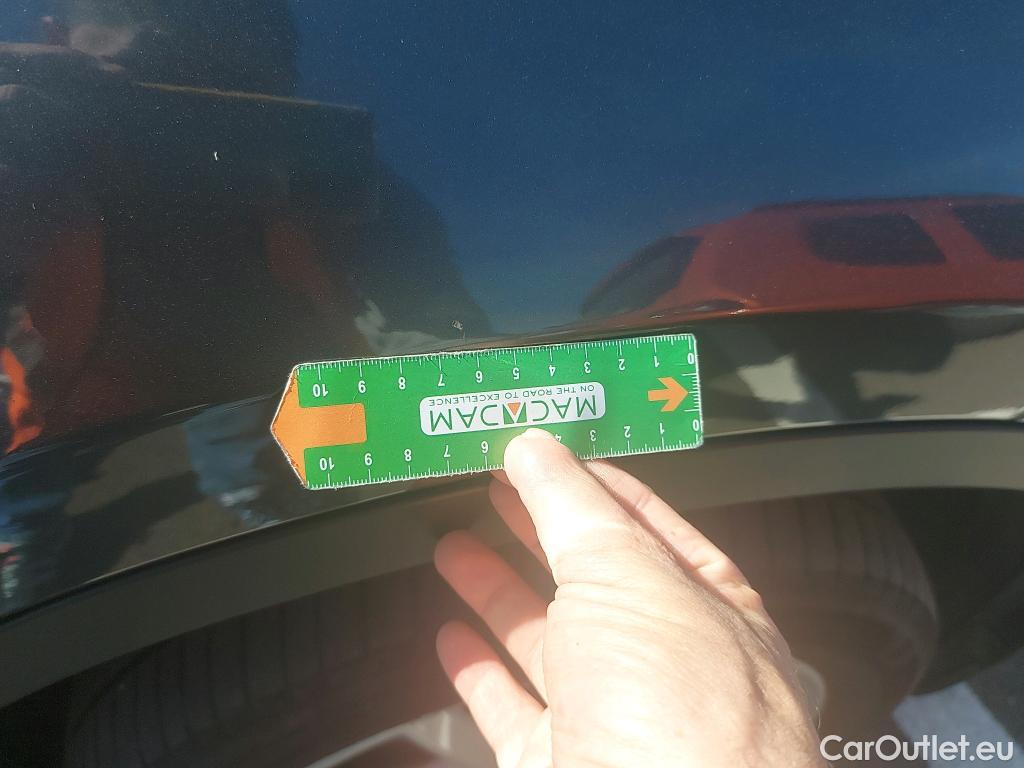 10 9 8 7 6 5 4 3 2 1 0
ON THE ROAD TO EXCELLENCE
MACADAM
10 9 8 7 6 4 3 2 1 0
CarOutlet.eu